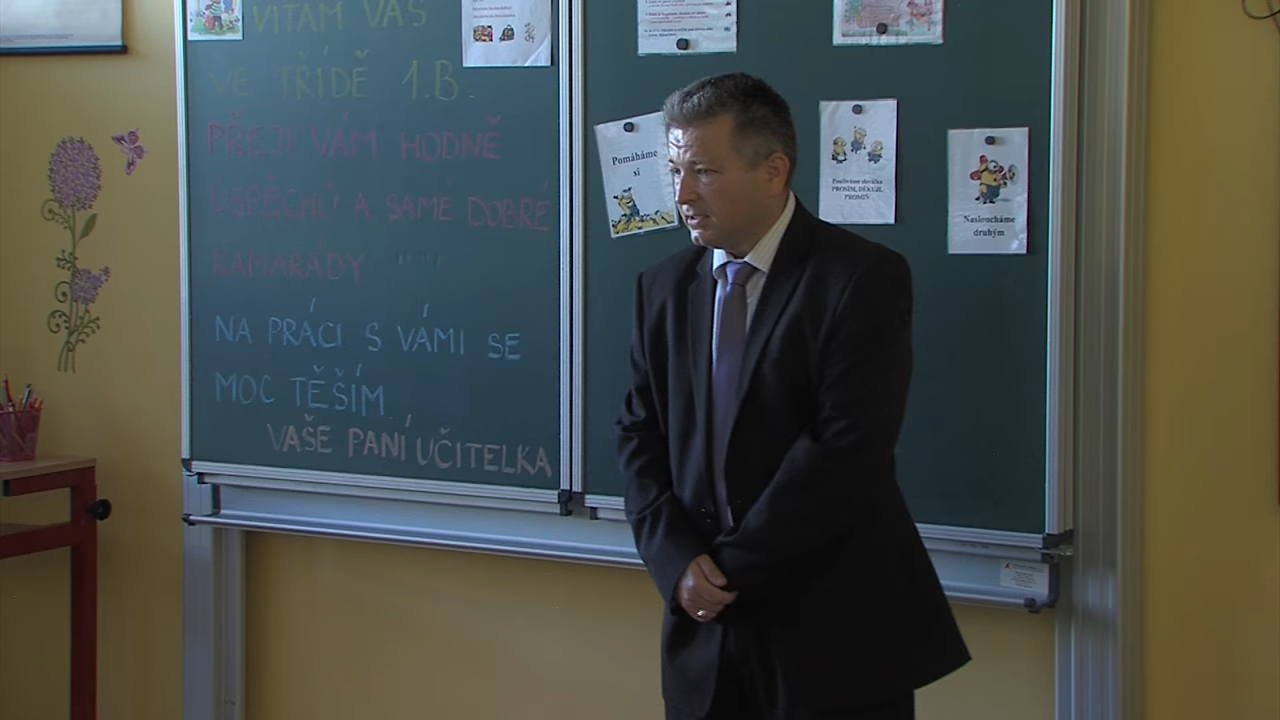 VÍTÁM VÁS
VE TŘÍDĚ 1.B.
PŘEJI VÁM HODNĚ
ÚSPĚCHŮ A SAMÉ DOBRÉ
KAMARÁDY
NA PRÁCI S VÁMI SE
MOC TĚŠÍM
VAŠE PANÍ UČITELKA
Pomáháme
si
Používáme slovíčka
PROSÍM, DĚKUJI,
PROMIŇ
Nasloucháme
druhým